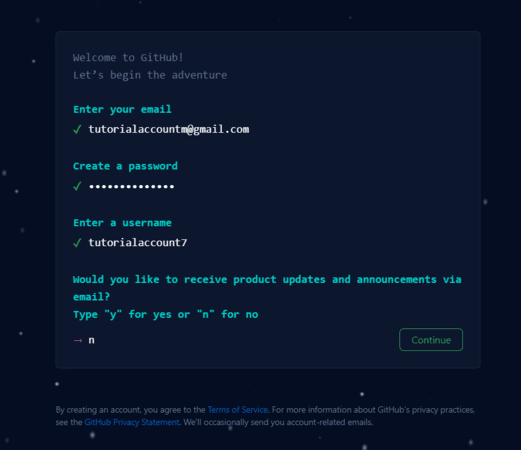 Welcome to GitHub!
Let’s begin the adventure
Enter your email
✓ tutorialaccountm@gmail.com
Create a password
✓ ••••••••••••••
Enter a username
✓ tutorialaccount7
Would you like to receive product updates and announcements via
email?
Type "y" for yes or "n" for no
→ n
Continue
By creating an account, you agree to the Terms of Service. For more information about GitHub's privacy practices,
see the GitHub Privacy Statement. We'll occasionally send you account-related emails.